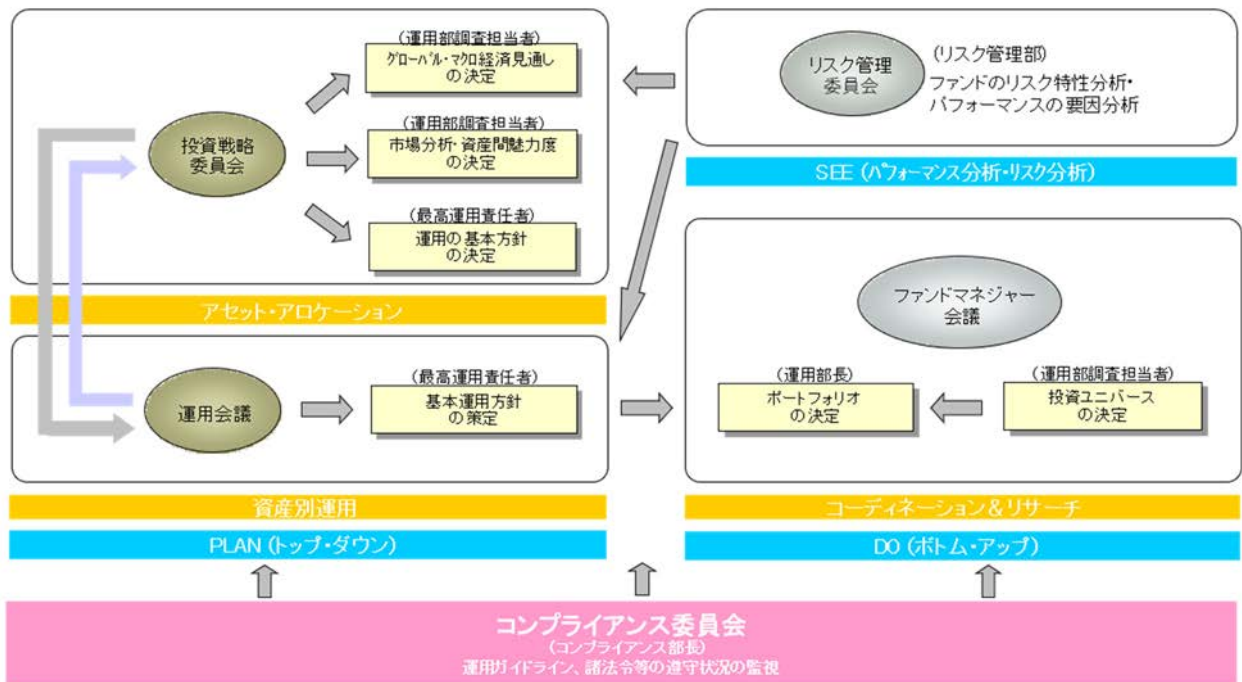 (運用部調査担当者)
グローバル・マクロ経済見通し
の決定
投資戦略
委員会
(運用部調査担当者)
市場分析・資産間魅力度
の決定
(最高運用責任者)
運用の基本方針
の決定
アセット・アロケーション
リスク管理
委員会
(リスク管理部)
ファンドのリスク特性分析・
パフォーマンスの要因分析
SEE (パフォーマンス分析・リスク分析)
運用会議
(最高運用責任者)
基本運用方針
の策定
資産別運用
PLAN (トップ・ダウン)
ファンドマネジャー
会議
(運用部長)
ポートフォリオ
の決定
(運用部調査担当者)
投資ユニバース
の決定
コーディネーション&リサーチ
DO (ボトム・アップ)
コンプライアンス委員会
(コンプライアンス部長)
運用ガイドライン、諸法令等の遵守状況の監視